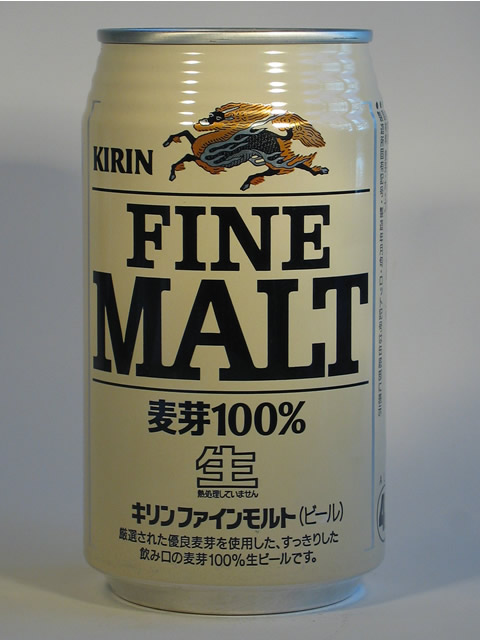 KIRIN
FINE
MALT
麦芽100%
生
熱処理していません
キリンファインモルト(ビール)
厳選された優良麦芽を使用した、すっきりした
飲み口の麦芽100%生ビールです。